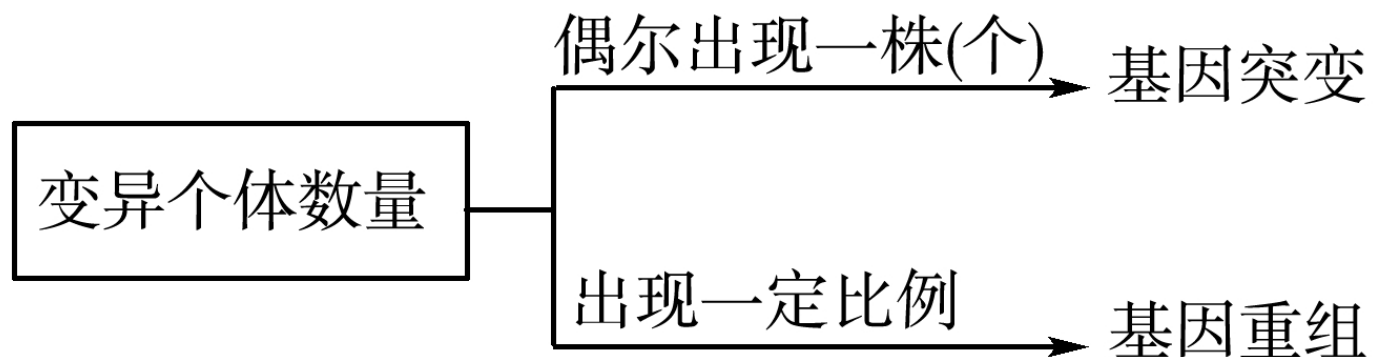 偶尔出现一株(个)
基因突变
变异个体数量
出现一定比例
基因重组